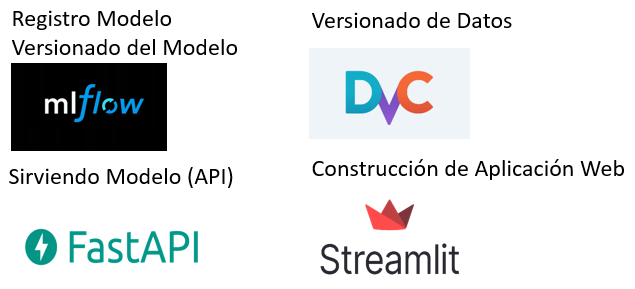 Registro Modelo
Versionado del Modelo
mlflow
Versionado de Datos
DVC
Sirviendo Modelo (API)
FastAPI
Construcción de Aplicación Web
Streamlit